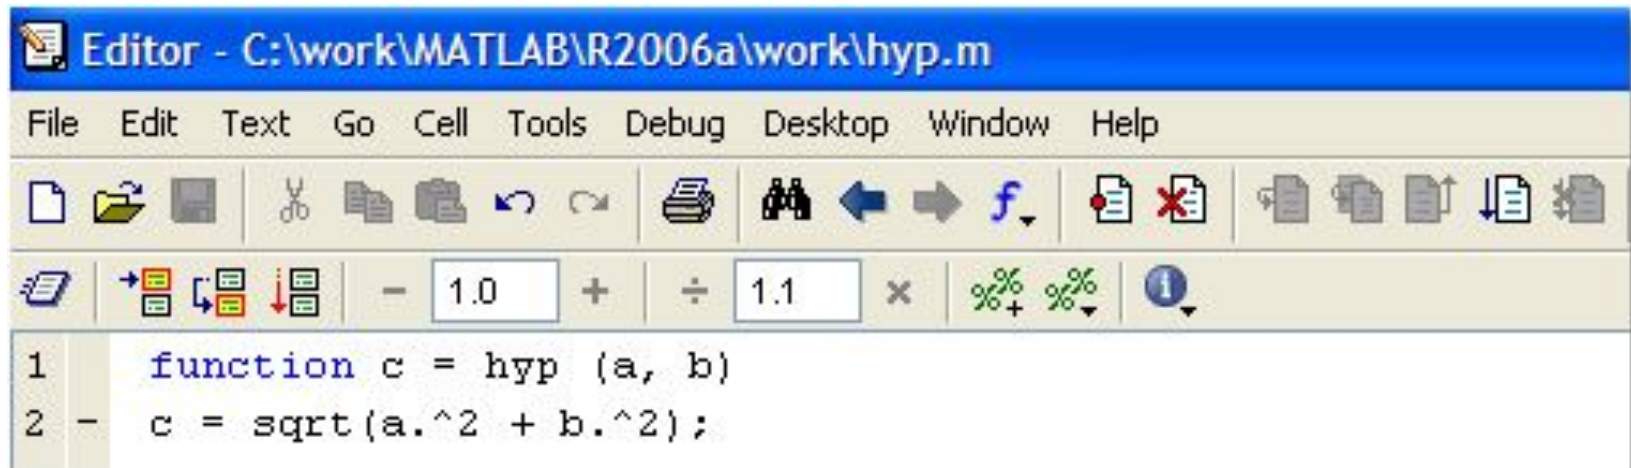 Editor - C:\work\MATLAB\R2006a\work\hyp.m
File Edit Text Go Cell Tools Debug Desktop Window Help
1.0 1.1
1 function c = hyp (a, b)
2 - c = sqrt(a.^2 + b.^2);